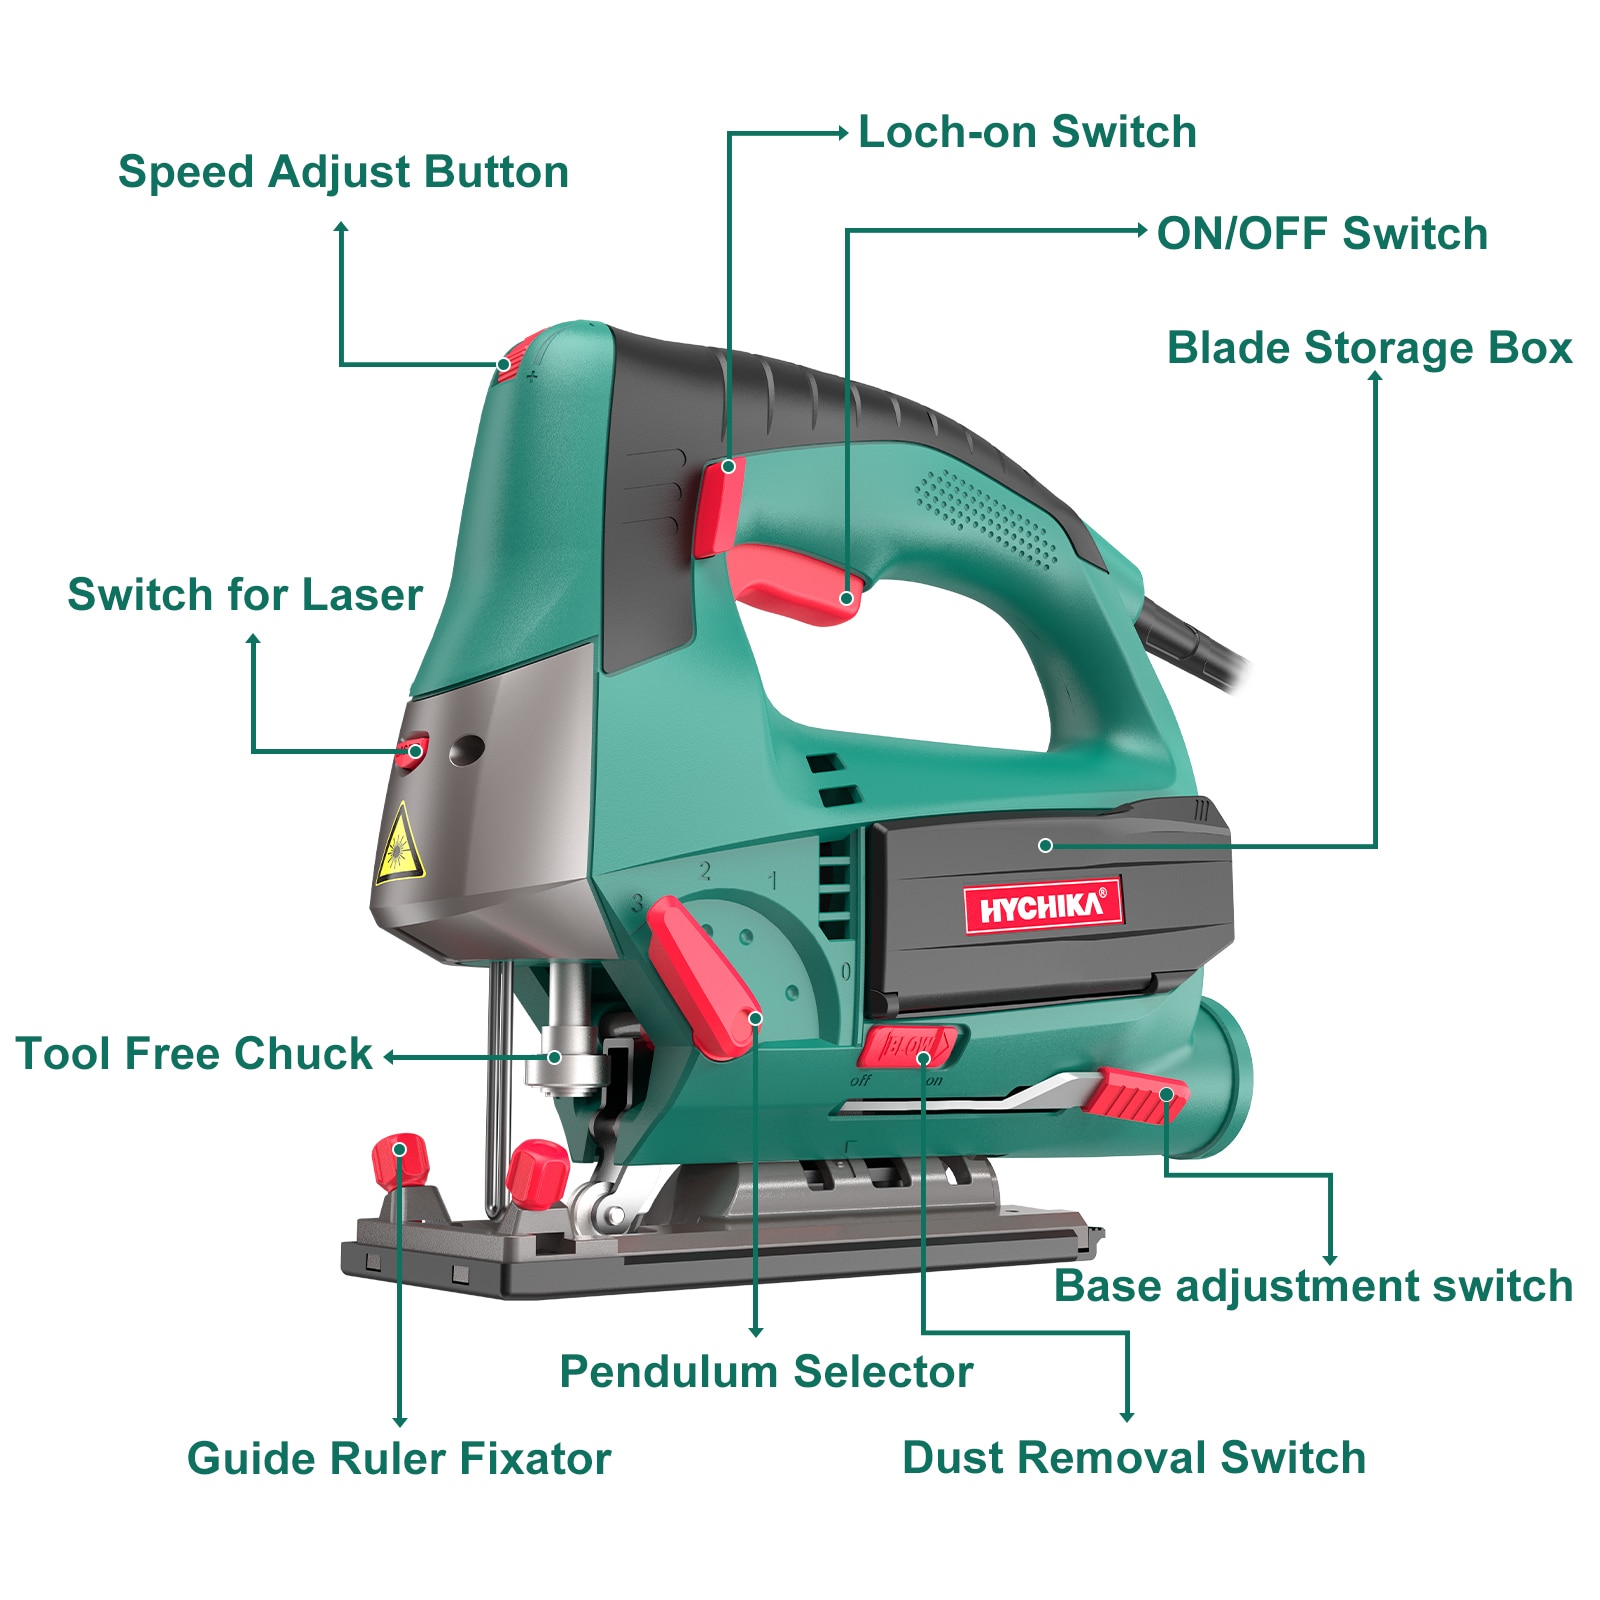 Loch-on Switch
Speed Adjust Button
ON/OFF Switch
Blade Storage Box
Switch for Laser
2
1
3
HYCHIKA®
0
Tool Free Chuck
BLOW
off
on
Base adjustment switch
Pendulum Selector
Guide Ruler Fixator
Dust Removal Switch